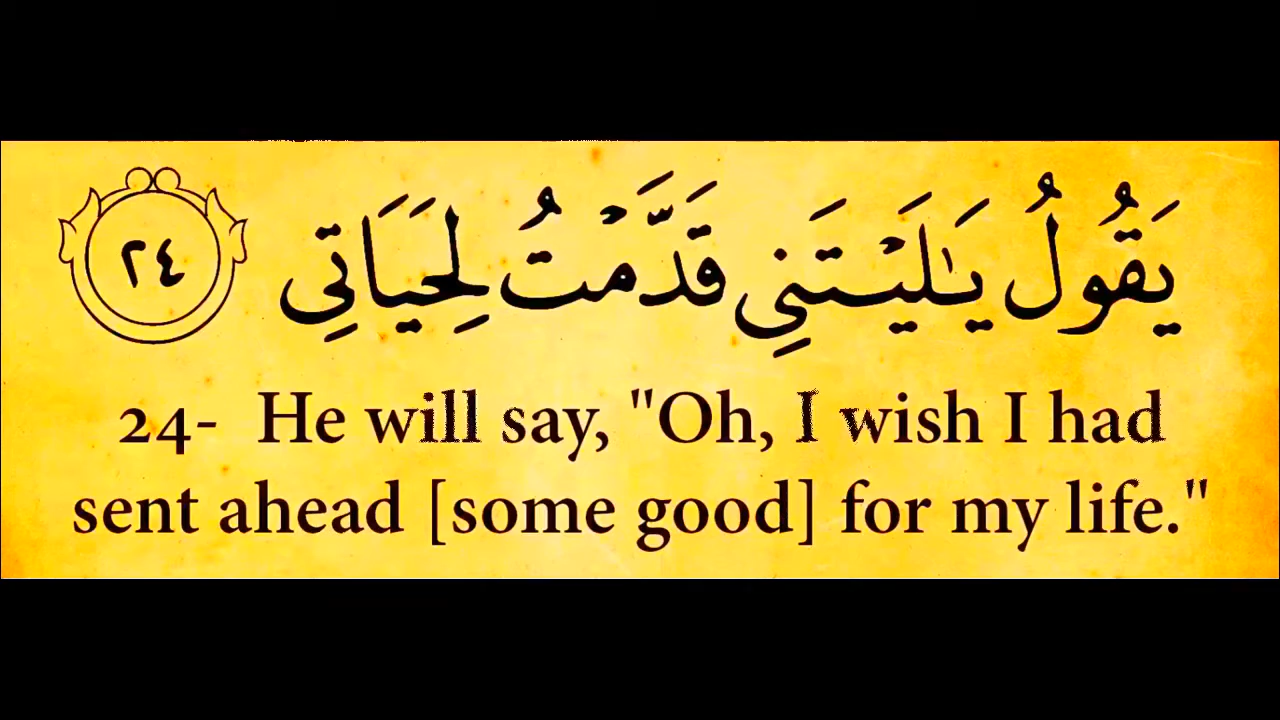 يَقُولُ يَٰلَيْتَنِي قَدَّمْتُ لِحَيَاتِي ٢٤
24- He will say, "Oh, I wish I had
sent ahead [some good] for my life."